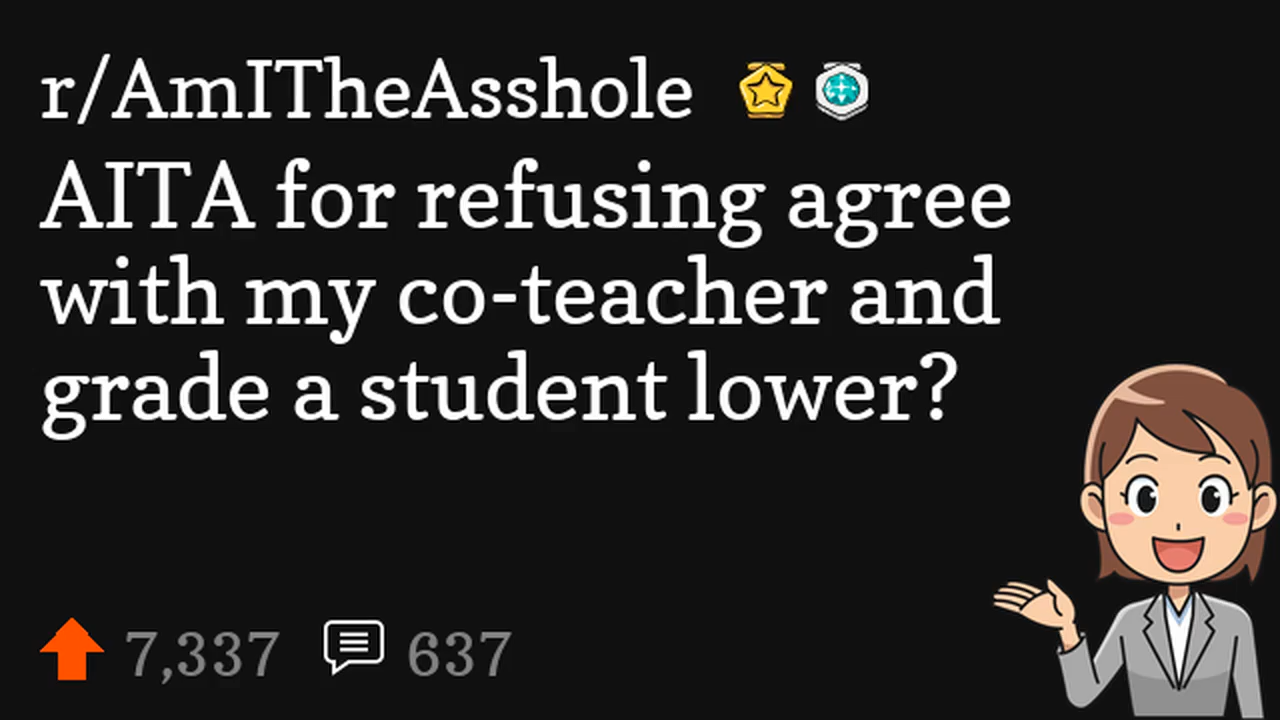 r/AmITheAsshole
AITA for refusing agree
with my co-teacher and
grade a student lower?
7,337 637